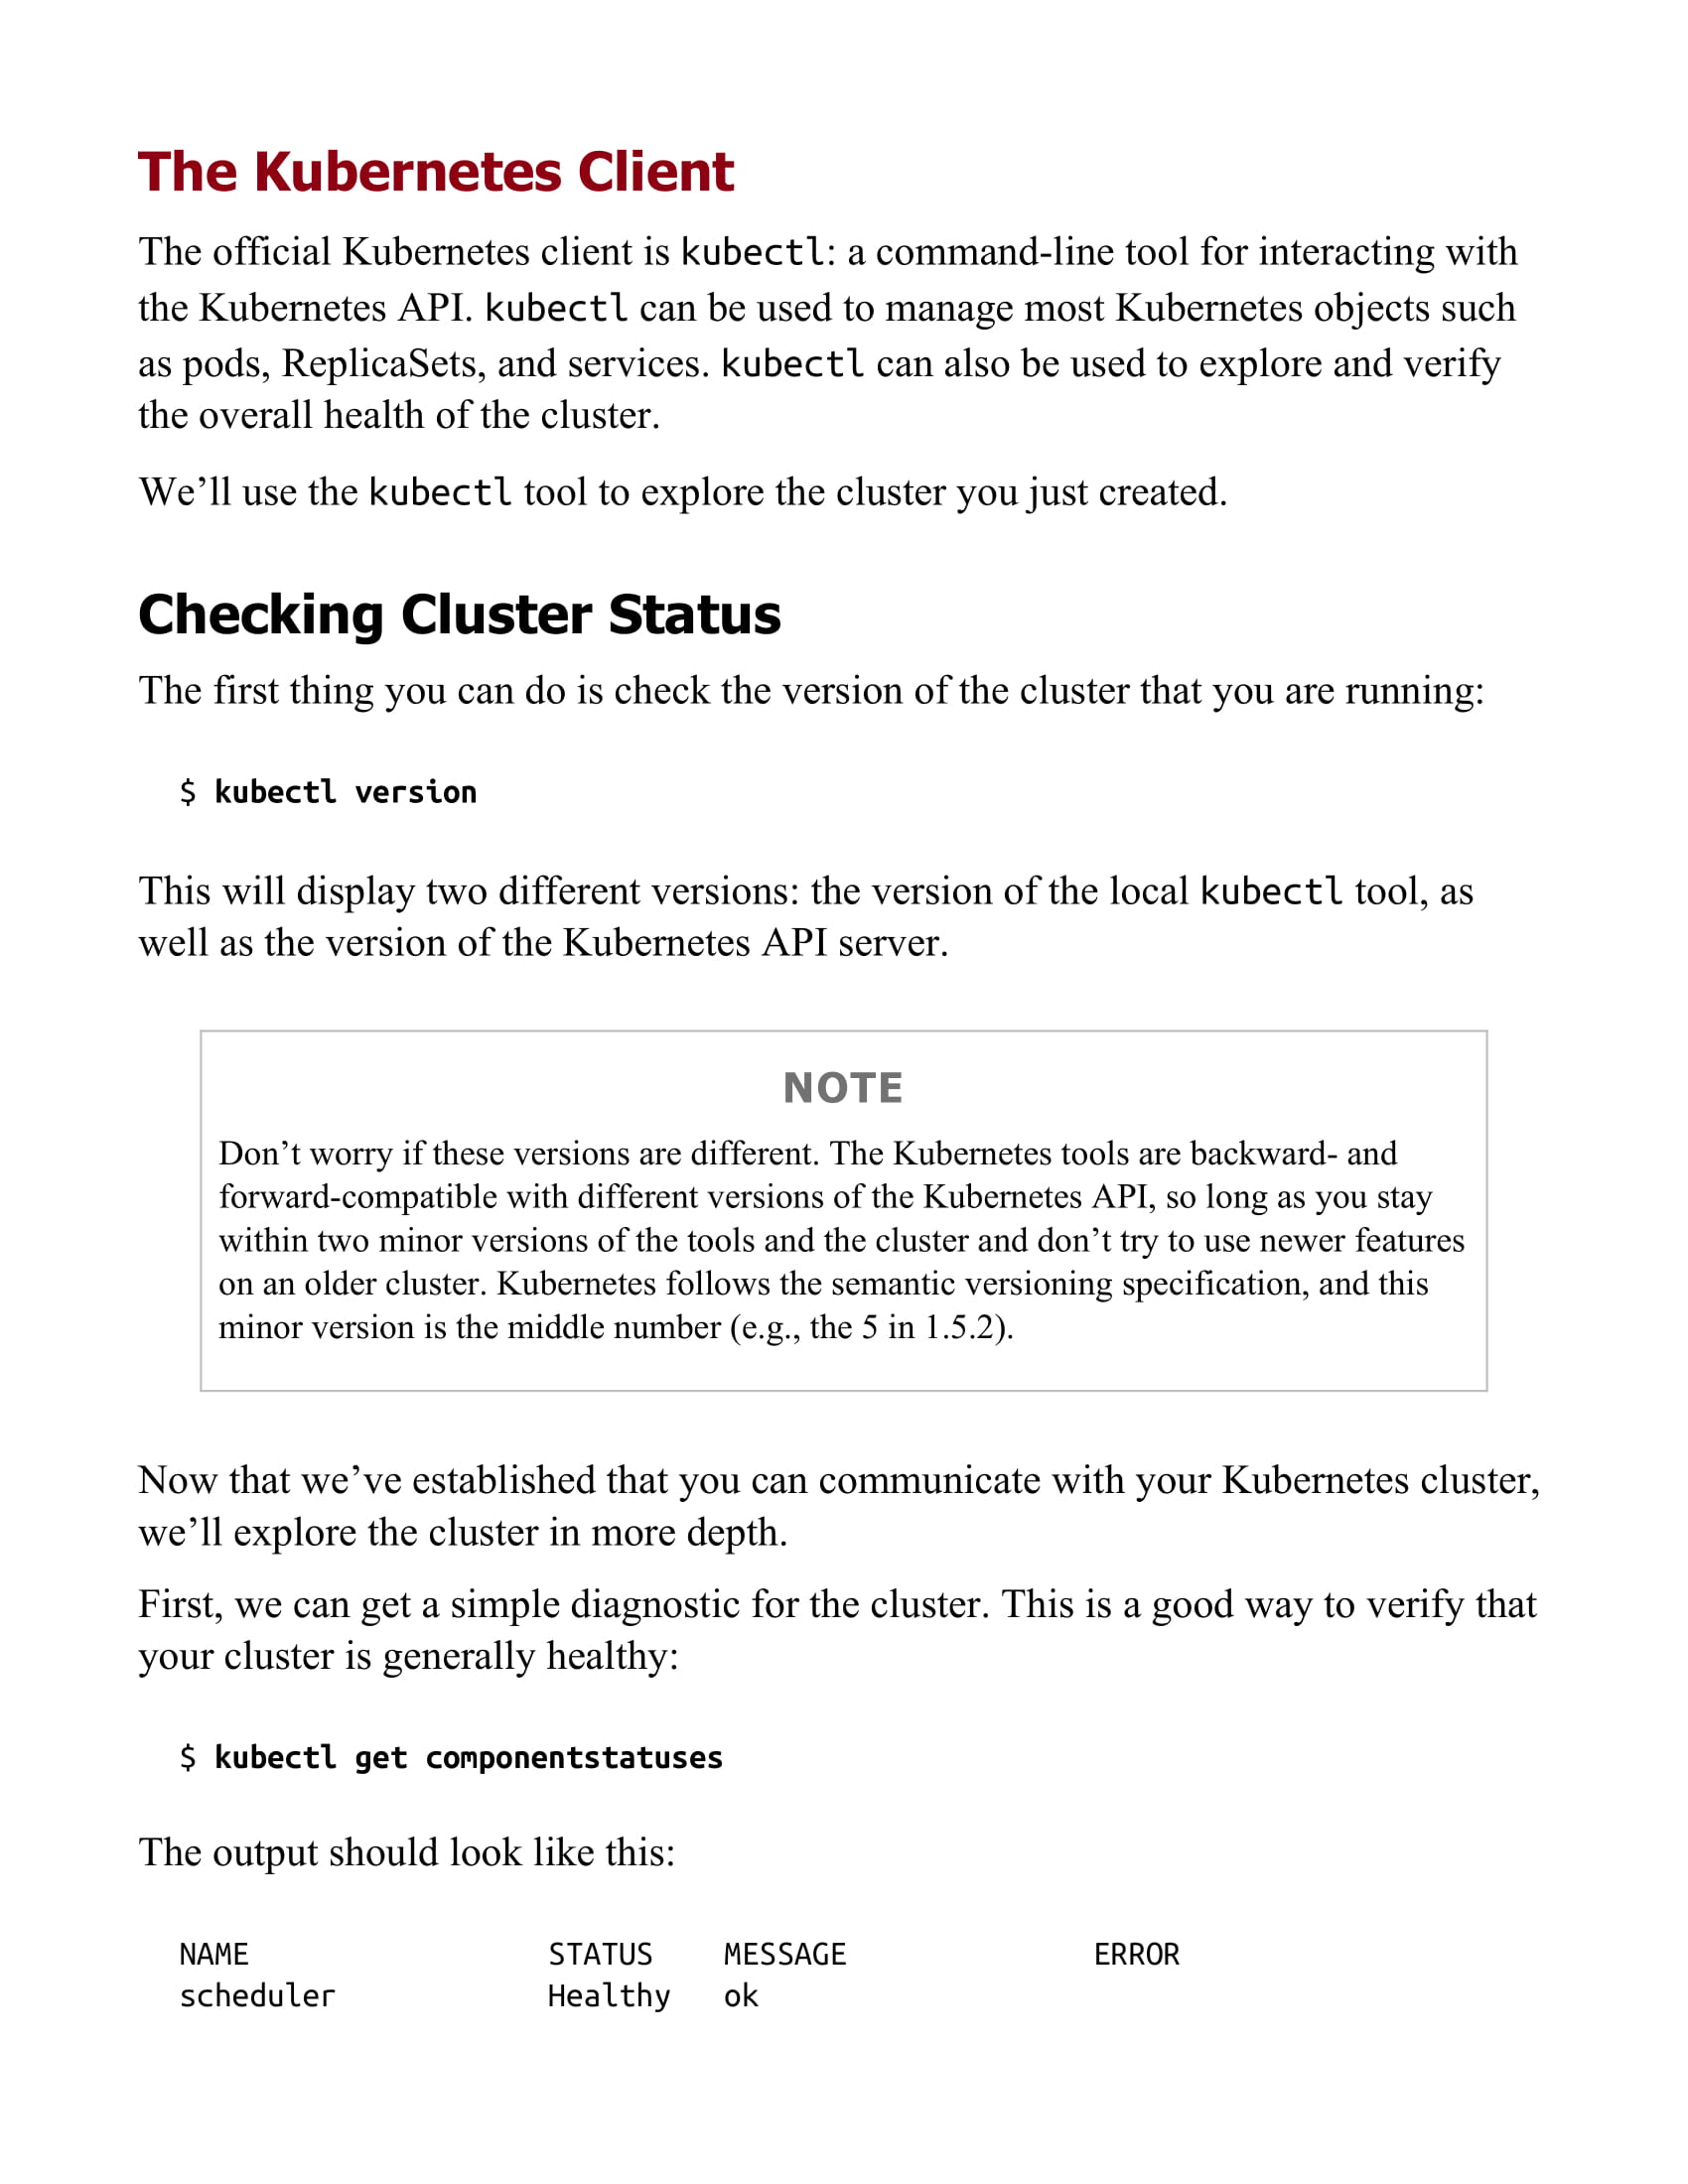 The Kubernetes Client
The official Kubernetes client is kubectl: a command-line tool for interacting with
the Kubernetes API. kubectl can be used to manage most Kubernetes objects such
as pods, ReplicaSets, and services. kubectl can also be used to explore and verify
the overall health of the cluster.
We’ll use the kubectl tool to explore the cluster you just created.
Checking Cluster Status
The first thing you can do is check the version of the cluster that you are running:
$ kubectl version
This will display two different versions: the version of the local kubectl tool, as
well as the version of the Kubernetes API server.
NOTE
Don’t worry if these versions are different. The Kubernetes tools are backward- and
forward-compatible with different versions of the Kubernetes API, so long as you stay
within two minor versions of the tools and the cluster and don’t try to use newer features
on an older cluster. Kubernetes follows the semantic versioning specification, and this
minor version is the middle number (e.g., the 5 in 1.5.2).
Now that we’ve established that you can communicate with your Kubernetes cluster,
we’ll explore the cluster in more depth.
First, we can get a simple diagnostic for the cluster. This is a good way to verify that
your cluster is generally healthy:
$ kubectl get componentstatuses
The output should look like this:
NAME STATUS MESSAGE ERROR
scheduler Healthy ok